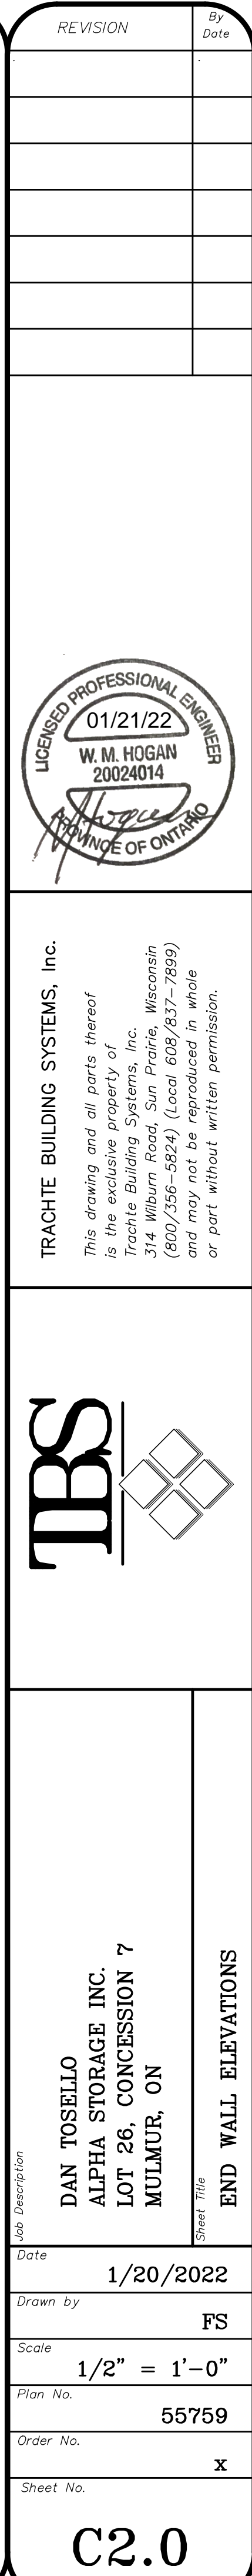 REVISION
By
Date
LICENSED PROFESSIONAL ENGINEER
01/21/22
W. M. HOGAN
20024014
PROVINCE OF ONTARIO
TRACHTE BUILDING SYSTEMS, Inc.
This drawing and all parts thereof
is the exclusive property of
Trachte Building Systems, Inc.
314 Wilburn Road, Sun Prairie, Wisconsin
(800/356-5824) (Local 608/837-7899)
and may not be reproduced in whole
or part without written permission.
TBS
Job Description
DAN TOSELLO
ALPHA STORAGE INC.
LOT 26, CONCESSION 7
MULMUR, ON
Sheet Title
END WALL ELEVATIONS
Date
1/20/2022
Drawn by
FS
Scale
1/2" = 1'-0"
Plan No.
55759
Order No.
x
Sheet No.
C2.0